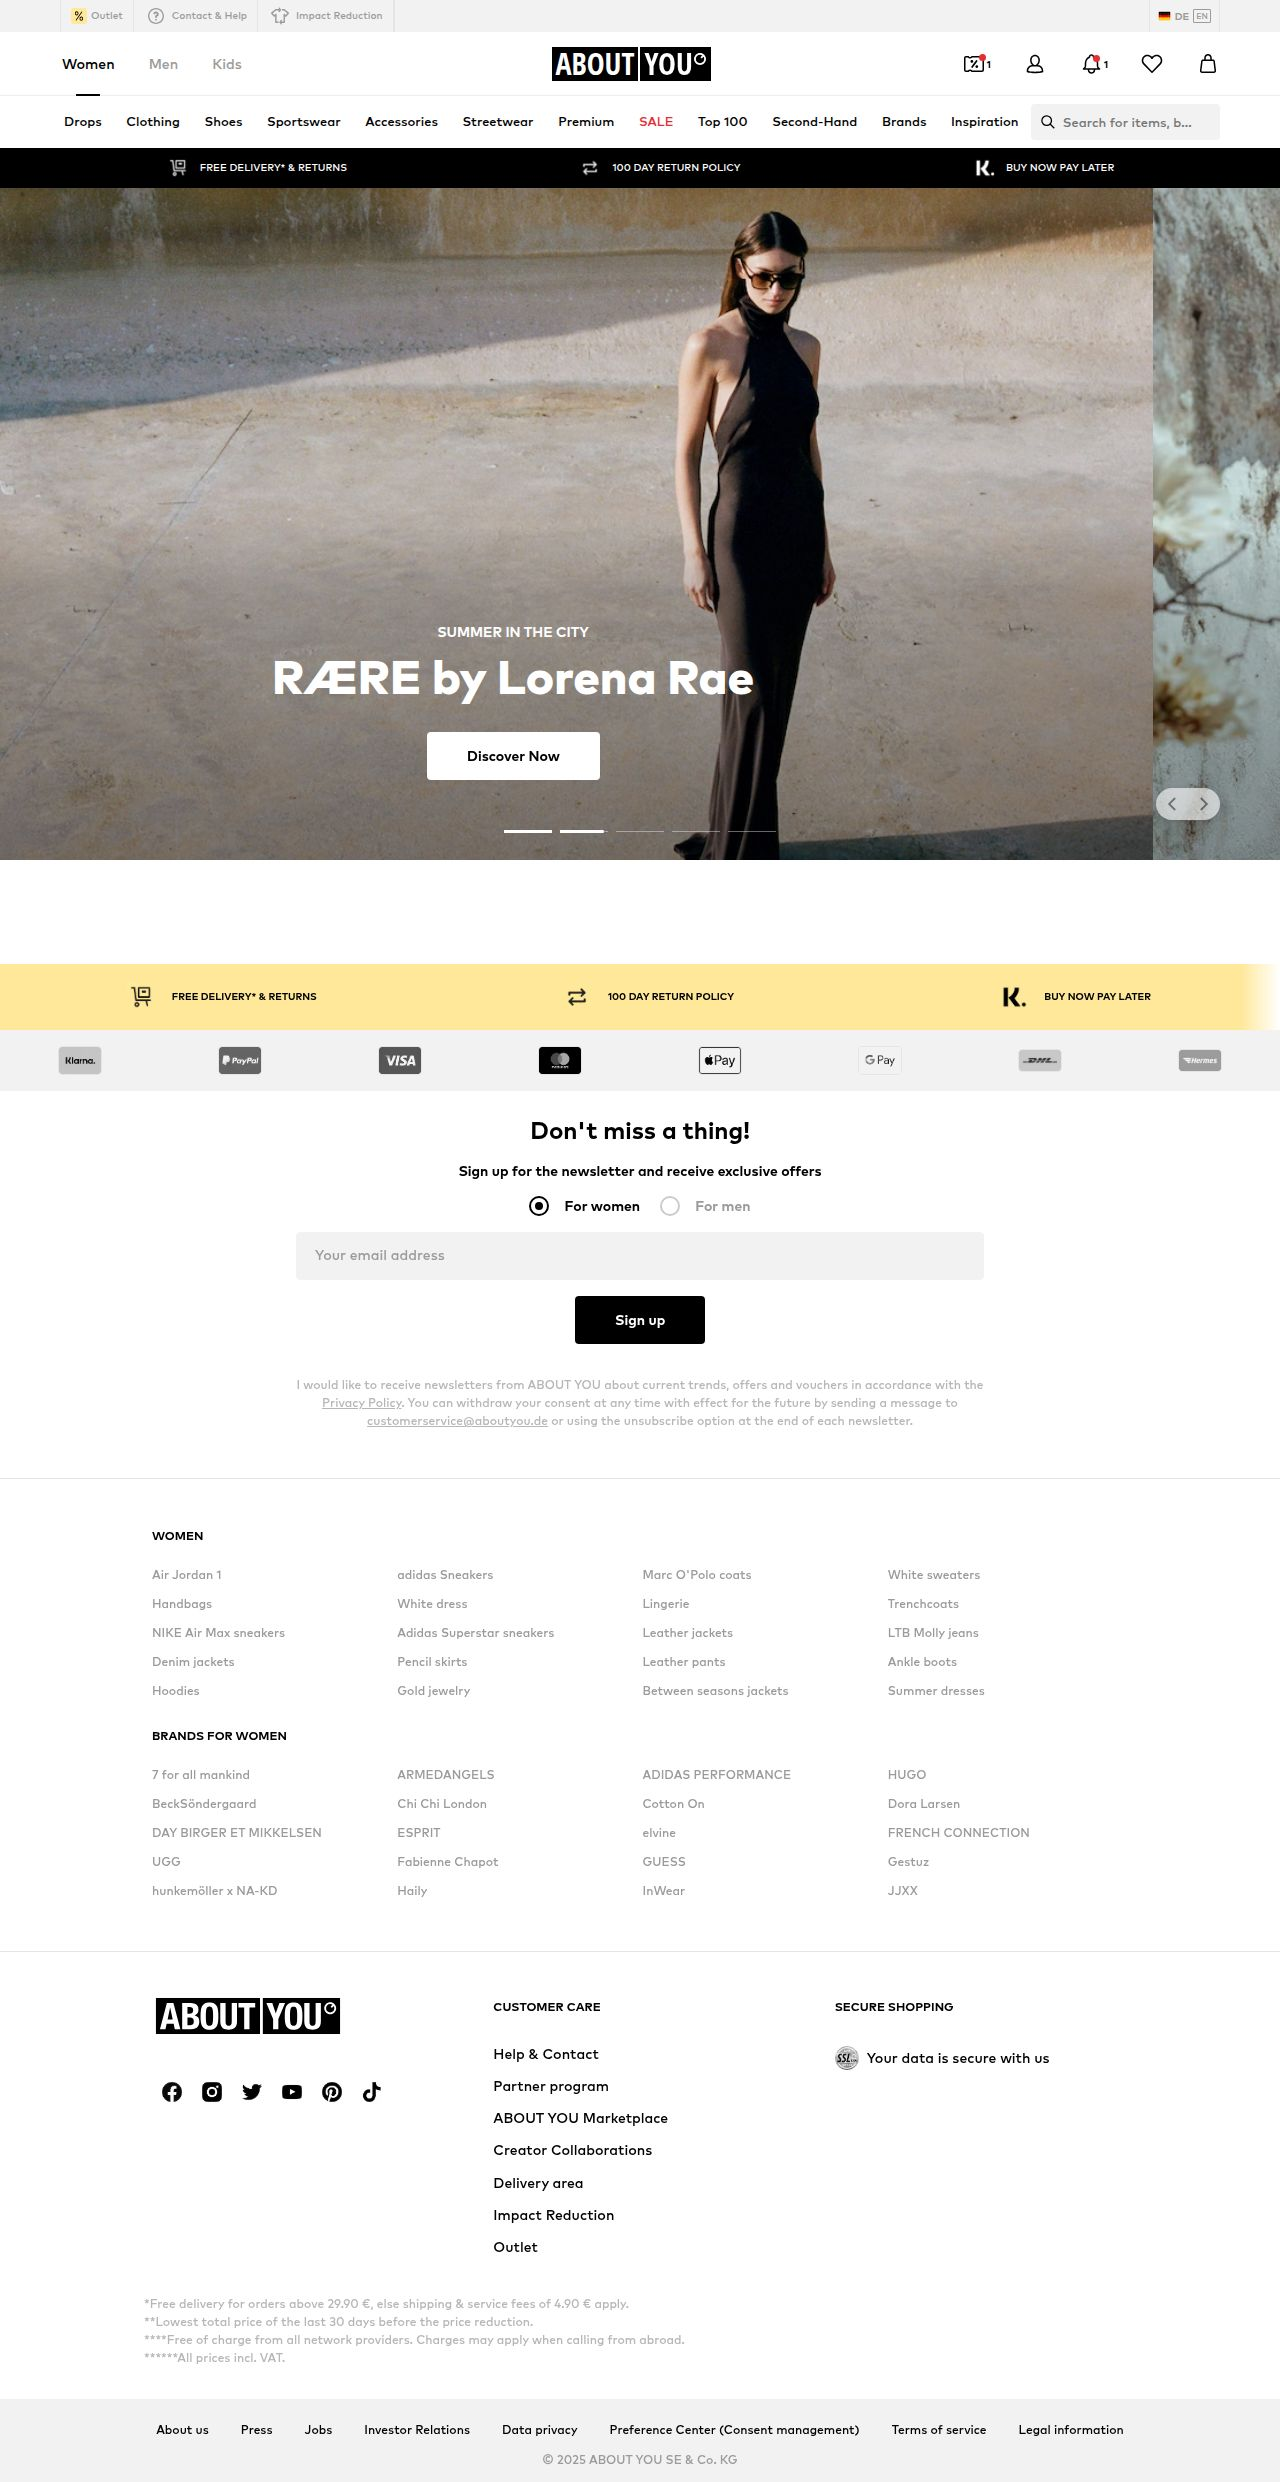 Outlet
Contact & Help
Impact Reduction
DE EN
Women
Men
Kids
ABOUT YOU
1
1
Drops
Clothing
Shoes
Sportswear
Accessories
Streetwear
Premium
SALE
Top 100
Second-Hand
Brands
Inspiration
Search for items, b...
FREE DELIVERY* & RETURNS
100 DAY RETURN POLICY
K. BUY NOW PAY LATER
SUMMER IN THE CITY
RÆRE by Lorena Rae
Discover Now
FREE DELIVERY* & RETURNS
100 DAY RETURN POLICY
K. BUY NOW PAY LATER
Klarna.
PayPal
VISA
Pay
G Pay
DHL
Hermes
Don't miss a thing!
Sign up for the newsletter and receive exclusive offers
For women
For men
Your email address
Sign up
I would like to receive newsletters from ABOUT YOU about current trends, offers and vouchers in accordance with the
Privacy Policy. You can withdraw your consent at any time with effect for the future by sending a message to
customerservice@aboutyou.de or using the unsubscribe option at the end of each newsletter.
WOMEN
Air Jordan 1
adidas Sneakers
Marc O'Polo coats
White sweaters
Handbags
White dress
Lingerie
Trenchcoats
NIKE Air Max sneakers
Adidas Superstar sneakers
Leather jackets
LTB Molly jeans
Denim jackets
Pencil skirts
Leather pants
Ankle boots
Hoodies
Gold jewelry
Between seasons jackets
Summer dresses
BRANDS FOR WOMEN
7 for all mankind
ARMEDANGELS
ADIDAS PERFORMANCE
HUGO
BeckSöndergaard
Chi Chi London
Cotton On
Dora Larsen
DAY BIRGER ET MIKKELSEN
ESPRIT
elvine
FRENCH CONNECTION
UGG
Fabienne Chapot
GUESS
Gestuz
hunkemöller x NA-KD
Haily
InWear
JJXX
ABOUT YOU
CUSTOMER CARE
Help & Contact
Partner program
ABOUT YOU Marketplace
Creator Collaborations
Delivery area
Impact Reduction
Outlet
SECURE SHOPPING
SSL
Your data is secure with us
*Free delivery for orders above 29.90 €, else shipping & service fees of 4.90 € apply.
**Lowest total price of the last 30 days before the price reduction.
****Free of charge from all network providers. Charges may apply when calling from abroad.
******All prices incl. VAT.
About us
Press
Jobs
Investor Relations
Data privacy
Preference Center (Consent management)
Terms of service
Legal information
© 2025 ABOUT YOU SE & Co. KG